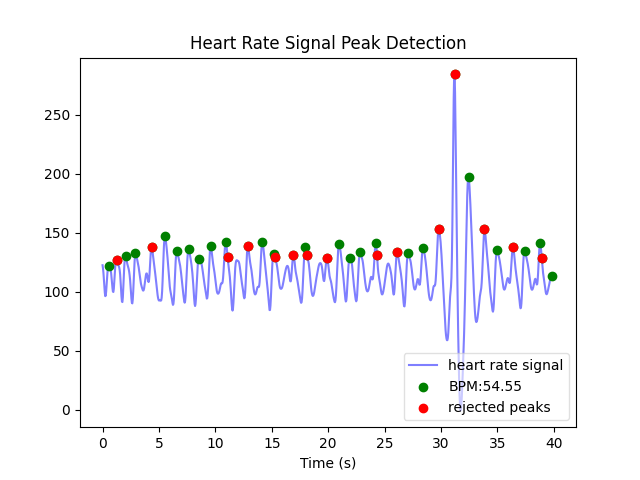 Heart Rate Signal Peak Detection
250
200
150
100
50
0
heart rate signal
BPM:54.55
rejected peaks
0 5 10 15 20 25 30 35 40
Time (s)